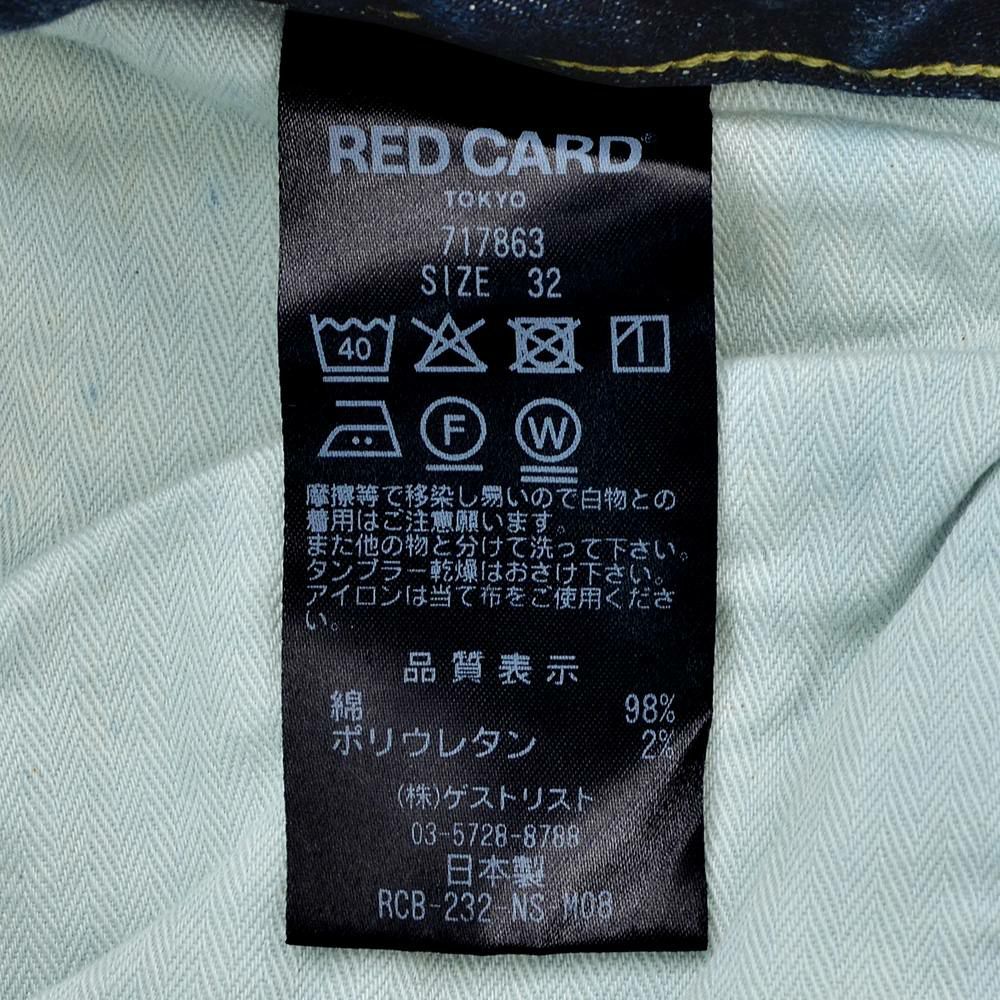 RED CARD
TOKYO
717863
SIZE 32
40
F W
摩擦等で移染し易いので白物との
着用はご注意願います。
また他の物と分けて洗って下さい。
タンブラー乾燥はおさけ下さい。
アイロンは当て布をご使用くださ
い。
品質表示
綿 98%
ポリウレタン 2%
(株)ゲストリスト
03-5728-8788
日本製
RCB-232 NS M08